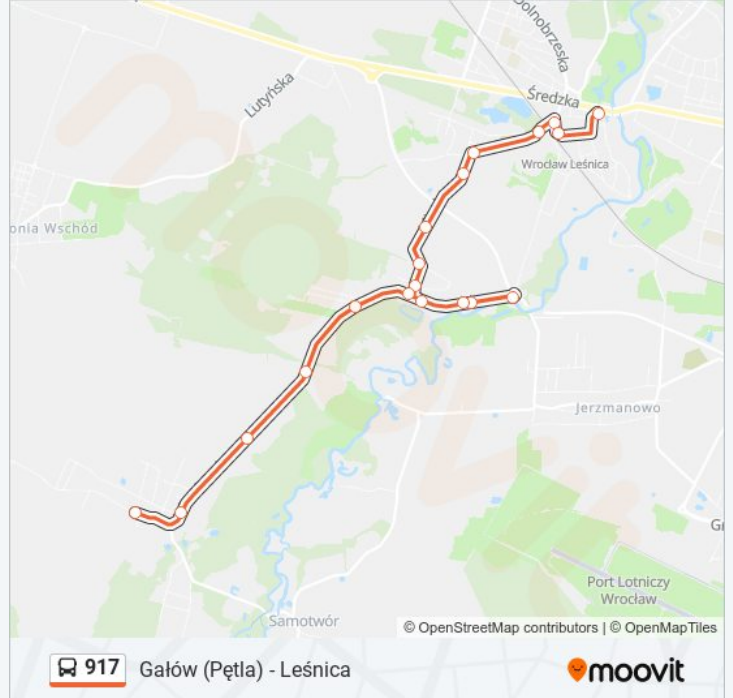 Dolnobrzeska
Średzka
Lutyńska
Wrocław Leśnica
onia Wschód
Jerzmanowo
G
Port Lotniczy
Wrocław
Samotwór
© OpenStreetMap contributors | © OpenMapTiles
917 Gałów (Pętla) - Leśnica
moovit